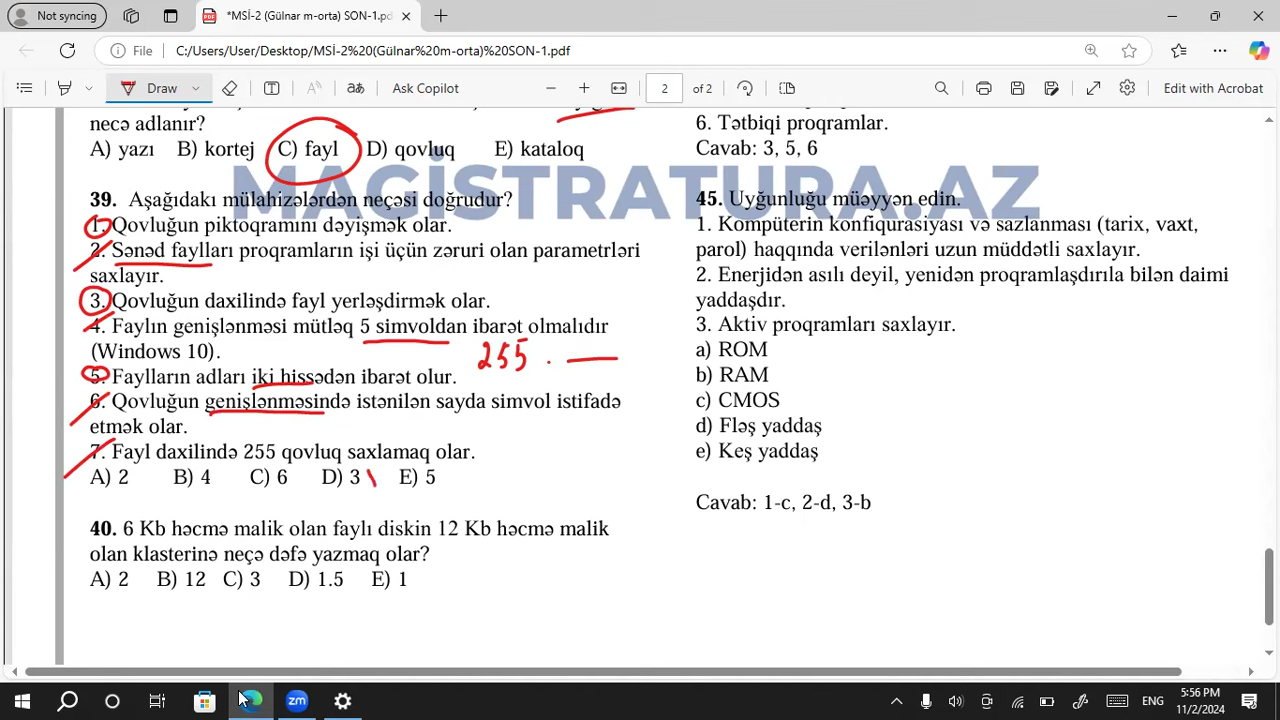 Not syncing
*MSİ-2 (Gülnar m-orta) SON-1.pdf
File C:/Users/User/Desktop/MSİ-2%20(Gülnar%20m-orta)%20SON-1.pdf
Draw Ask Copilot 2 of 2 Edit with Acrobat
necə adlanır?
A) yazı B) kortej C) fayl D) qovluq E) kataloq
39. Aşağıdakı mülahizələrdən neçəsi doğrudur?
1. Qovluğun piktoqramını dəyişmək olar.
2. Sənəd faylları proqramların işi üçün zəruri olan parametrləri
saxlayır.
3. Qovluğun daxilində fayl yerləşdirmək olar.
4. Faylın genişlənməsi mütləq 5 simvoldan ibarət olmalıdır
(Windows 10).
255 .
5. Faylların adları iki hissədən ibarət olur.
6. Qovluğun genişlənməsində istənilən sayda simvol istifadə
etmək olar.
7. Fayl daxilində 255 qovluq saxlamaq olar.
A) 2 B) 4 C) 6 D) 3 E) 5
40. 6 Kb həcmə malik olan faylı diskin 12 Kb həcmə malik
olan klasterinə neçə dəfə yazmaq olar?
A) 2 B) 12 C) 3 D) 1.5 E) 1
6. Tətbiqi proqramlar.
Cavab: 3, 5, 6
MAGİSTRATURA.AZ
45. Uyğunluğu müəyyən edin.
1. Kompüterin konfiqurasiyası və sazlanması (tarix, vaxt,
parol) haqqında verilənləri uzun müddətli saxlayır.
2. Enerjidən asılı deyil, yenidən proqramlaşdırıla bilən daimi
yaddaşdır.
3. Aktiv proqramları saxlayır.
a) ROM
b) RAM
c) CMOS
d) Fləş yaddaş
e) Keş yaddaş
Cavab: 1-c, 2-d, 3-b
zm
ENG
5:56 PM
11/2/2024